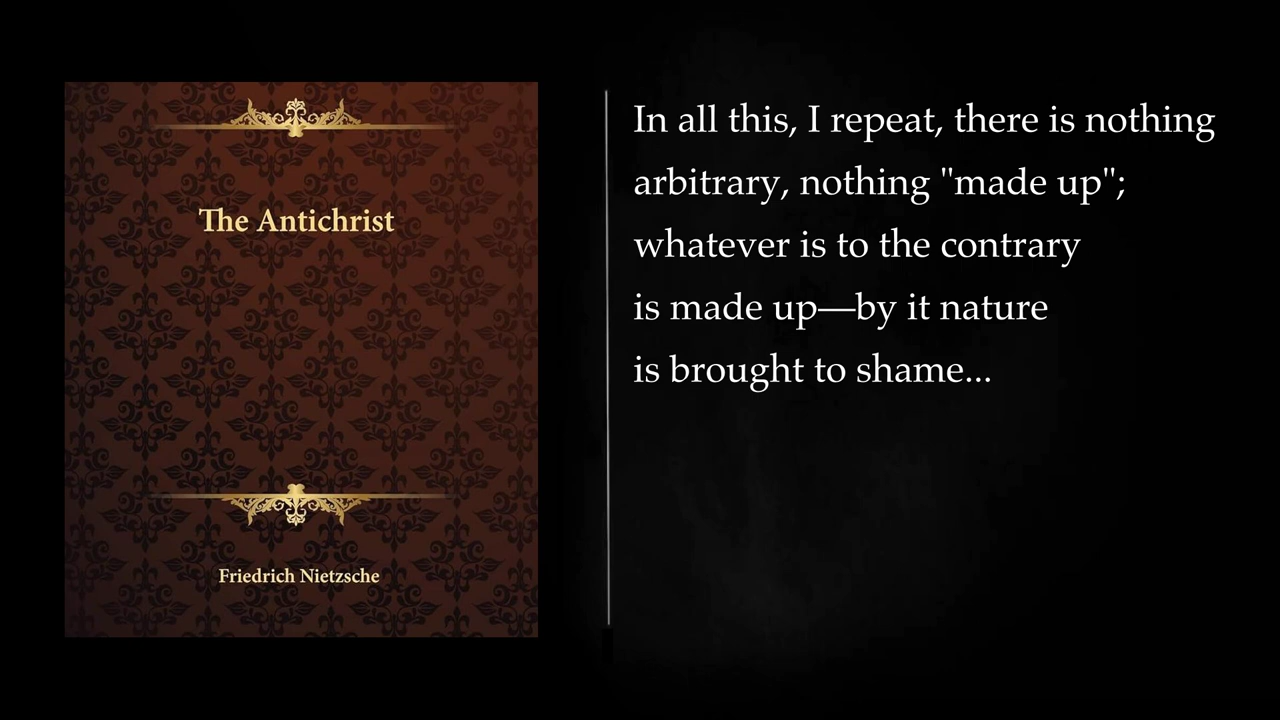 The Antichrist
Friedrich Nietzsche
In all this, I repeat, there is nothing
arbitrary, nothing "made up";
whatever is to the contrary
is made up—by it nature
is brought to shame...